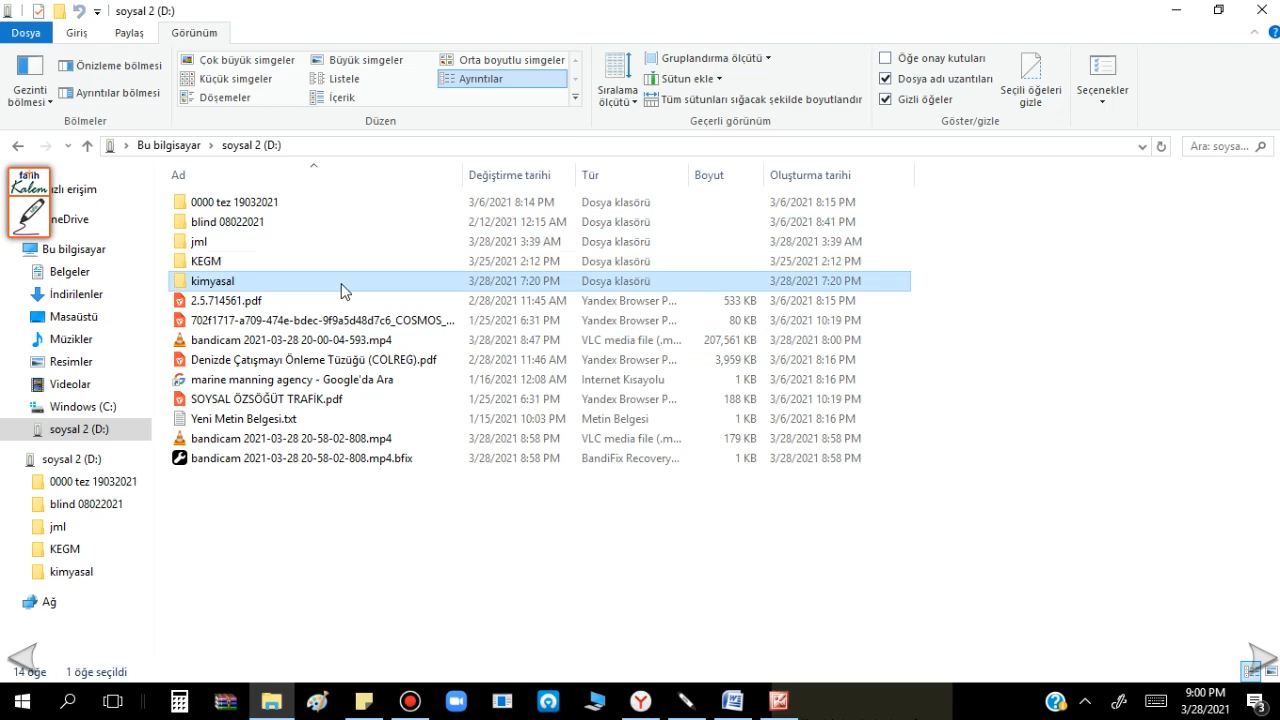 soysal 2 (D:)
Dosya Giriş Paylaş Görünüm
Gezinti bölmesi
Önizleme bölmesi
Ayrıntılar bölmesi
Bölmeler
Çok büyük simgeler Büyük simgeler Orta boyutlu simgeler
Küçük simgeler Listele Ayrıntılar
Döşemeler İçerik
Düzen
Sıralama ölçütü
Gruplandırma ölçütü
Sütun ekle
Tüm sütunları sığacak şekilde boyutlandır
Geçerli görünüm
Öğe onay kutuları
Dosya adı uzantıları
Gizli öğeler
Seçili öğeleri gizle
Göster/gizle
Seçenekler
Bu bilgisayar soysal 2 (D:)
Ara: soysa...
fatih
Kalem
ızlı erişim
neDrive
Bu bilgisayar
Belgeler
İndirilenler
Masaüstü
Müzikler
Resimler
Videolar
Windows (C:)
soysal 2 (D:)
soysal 2 (D:)
0000 tez 19032021
blind 08022021
jml
KEGM
kimyasal
Ağ
Ad Değiştirme tarihi Tür Boyut Oluşturma tarihi
0000 tez 19032021 3/6/2021 8:14 PM Dosya klasörü 3/6/2021 8:15 PM
blind 08022021 2/12/2021 12:15 AM Dosya klasörü 3/6/2021 8:41 PM
jml 3/28/2021 3:39 AM Dosya klasörü 3/28/2021 3:39 AM
KEGM 3/25/2021 2:12 PM Dosya klasörü 3/25/2021 2:12 PM
kimyasal 3/28/2021 7:20 PM Dosya klasörü 3/28/2021 7:20 PM
2.5.714561.pdf 2/28/2021 11:45 AM Yandex Browser P... 533 KB 3/6/2021 8:15 PM
702f1717-a709-474e-bdec-9f9a5d48d7c6_COSMOS_... 1/25/2021 6:31 PM Yandex Browser P... 80 KB 3/6/2021 10:19 PM
bandicam 2021-03-28 20-00-04-593.mp4 3/28/2021 8:47 PM VLC media file (.m... 207,561 KB 3/28/2021 8:00 PM
Denizde Çatışmayı Önleme Tüzüğü (COLREG).pdf 2/28/2021 11:46 AM Yandex Browser P... 3,959 KB 3/6/2021 8:16 PM
marine manning agency - Google'da Ara 1/16/2021 12:08 AM Internet Kısayolu 1 KB 3/6/2021 8:16 PM
SOYSAL ÖZSÖĞÜT TRAFİK.pdf 1/25/2021 6:31 PM Yandex Browser P... 188 KB 3/6/2021 10:19 PM
Yeni Metin Belgesi.txt 1/15/2021 10:03 PM Metin Belgesi 1 KB 3/6/2021 8:16 PM
bandicam 2021-03-28 20-58-02-808.mp4 3/28/2021 8:58 PM VLC media file (.m... 179 KB 3/28/2021 8:58 PM
bandicam 2021-03-28 20-58-02-808.mp4.bfix 3/28/2021 8:58 PM BandiFix Recovery... 1 KB 3/28/2021 8:58 PM
14 öğe 1 öğe seçildi
9:00 PM
3/28/2021
3